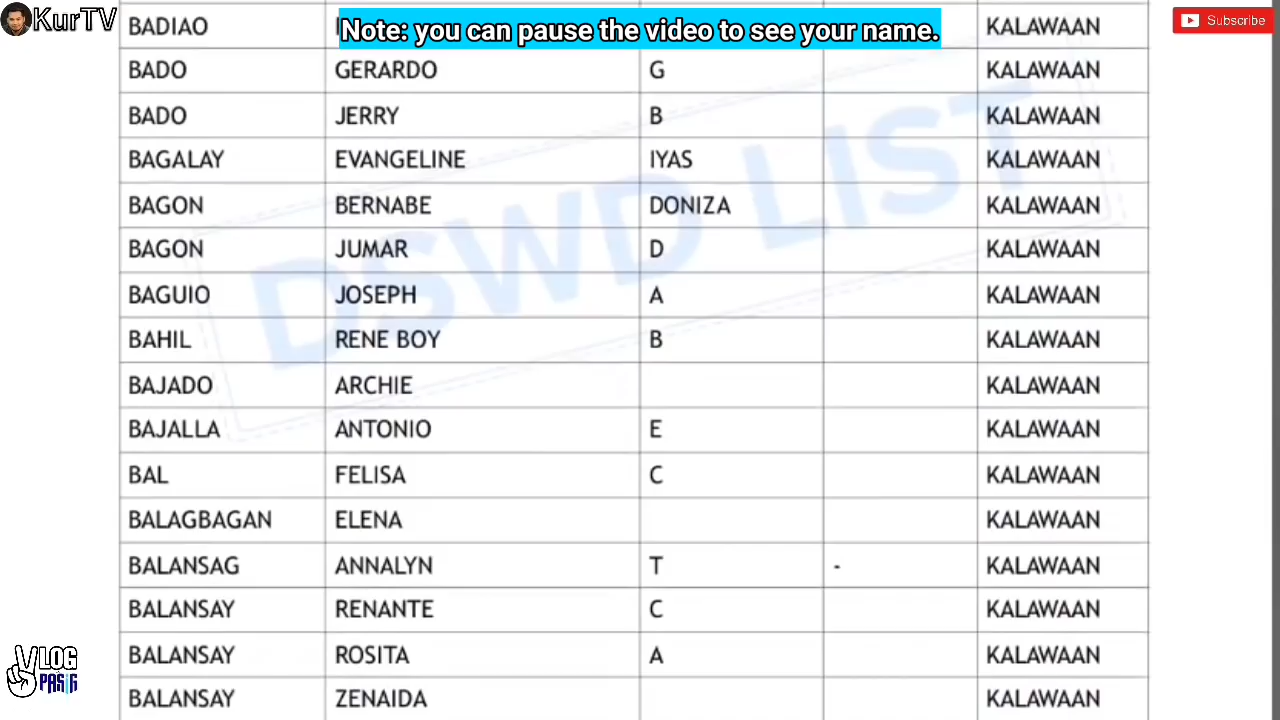 KurTV
Note: you can pause the video to see your name.
Subscribe
BADIAO KALAWAAN
BADO GERARDO G KALAWAAN
BADO JERRY B KALAWAAN
BAGALAY EVANGELINE IYAS KALAWAAN
BAGON BERNABE DONIZA KALAWAAN
BAGON JUMAR D KALAWAAN
BAGUIO JOSEPH A KALAWAAN
BAHIL RENE BOY B KALAWAAN
BAJADO ARCHIE KALAWAAN
BAJALLA ANTONIO E KALAWAAN
BAL FELISA C KALAWAAN
BALAGBAGAN ELENA KALAWAAN
BALANSAG ANNALYN T - KALAWAAN
BALANSAY RENANTE C KALAWAAN
BALANSAY ROSITA A KALAWAAN
BALANSAY ZENAIDA KALAWAAN
DSWD LIST
VLOG
PASIG